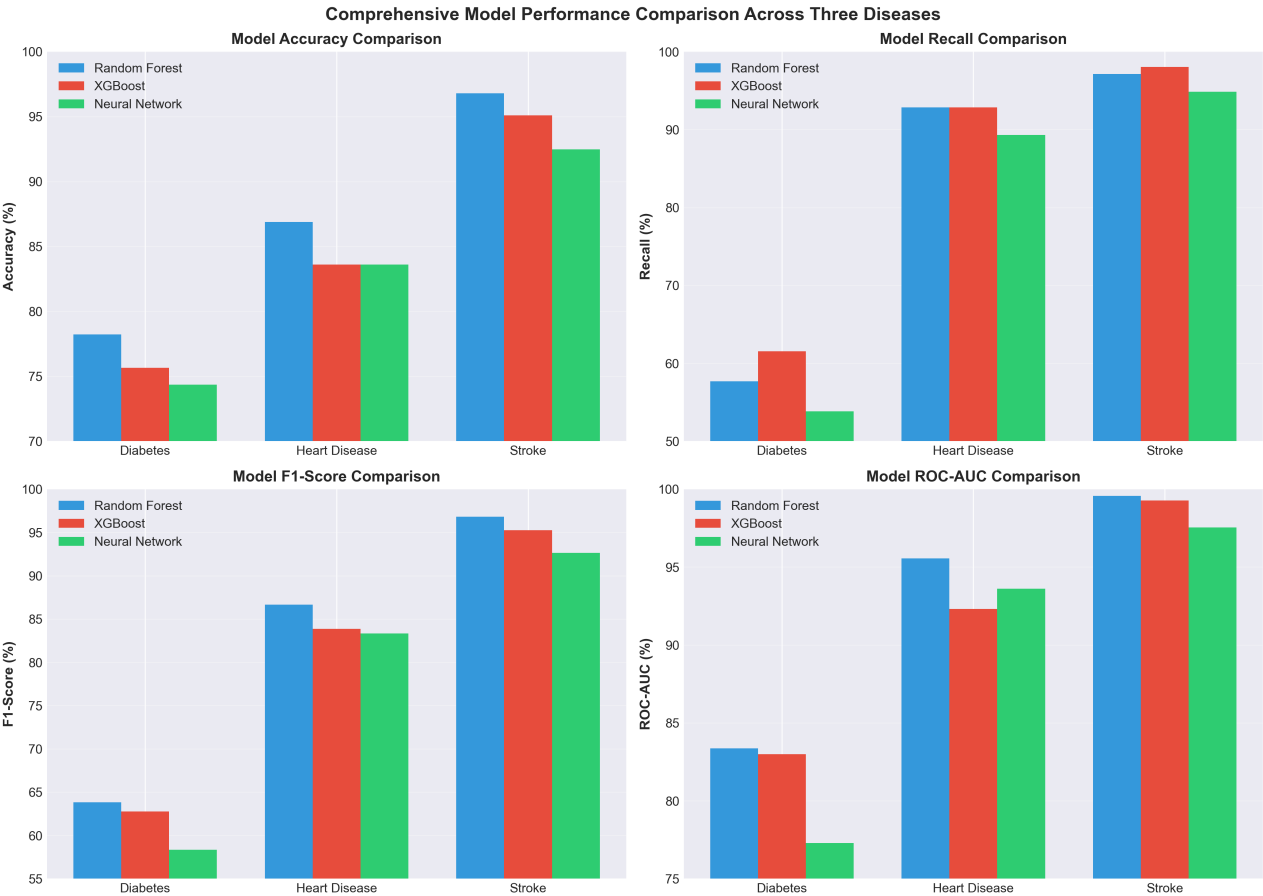 Comprehensive Model Performance Comparison Across Three Diseases
Model Accuracy Comparison
100
95
90
85
80
75
70
Accuracy (%)
Random Forest
XGBoost
Neural Network
Diabetes
Heart Disease
Stroke
Model Recall Comparison
100
90
80
70
60
50
Recall (%)
Random Forest
XGBoost
Neural Network
Diabetes
Heart Disease
Stroke
Model F1-Score Comparison
100
95
90
85
80
75
70
65
60
55
F1-Score (%)
Random Forest
XGBoost
Neural Network
Diabetes
Heart Disease
Stroke
Model ROC-AUC Comparison
100
95
90
85
80
75
ROC-AUC (%)
Random Forest
XGBoost
Neural Network
Diabetes
Heart Disease
Stroke